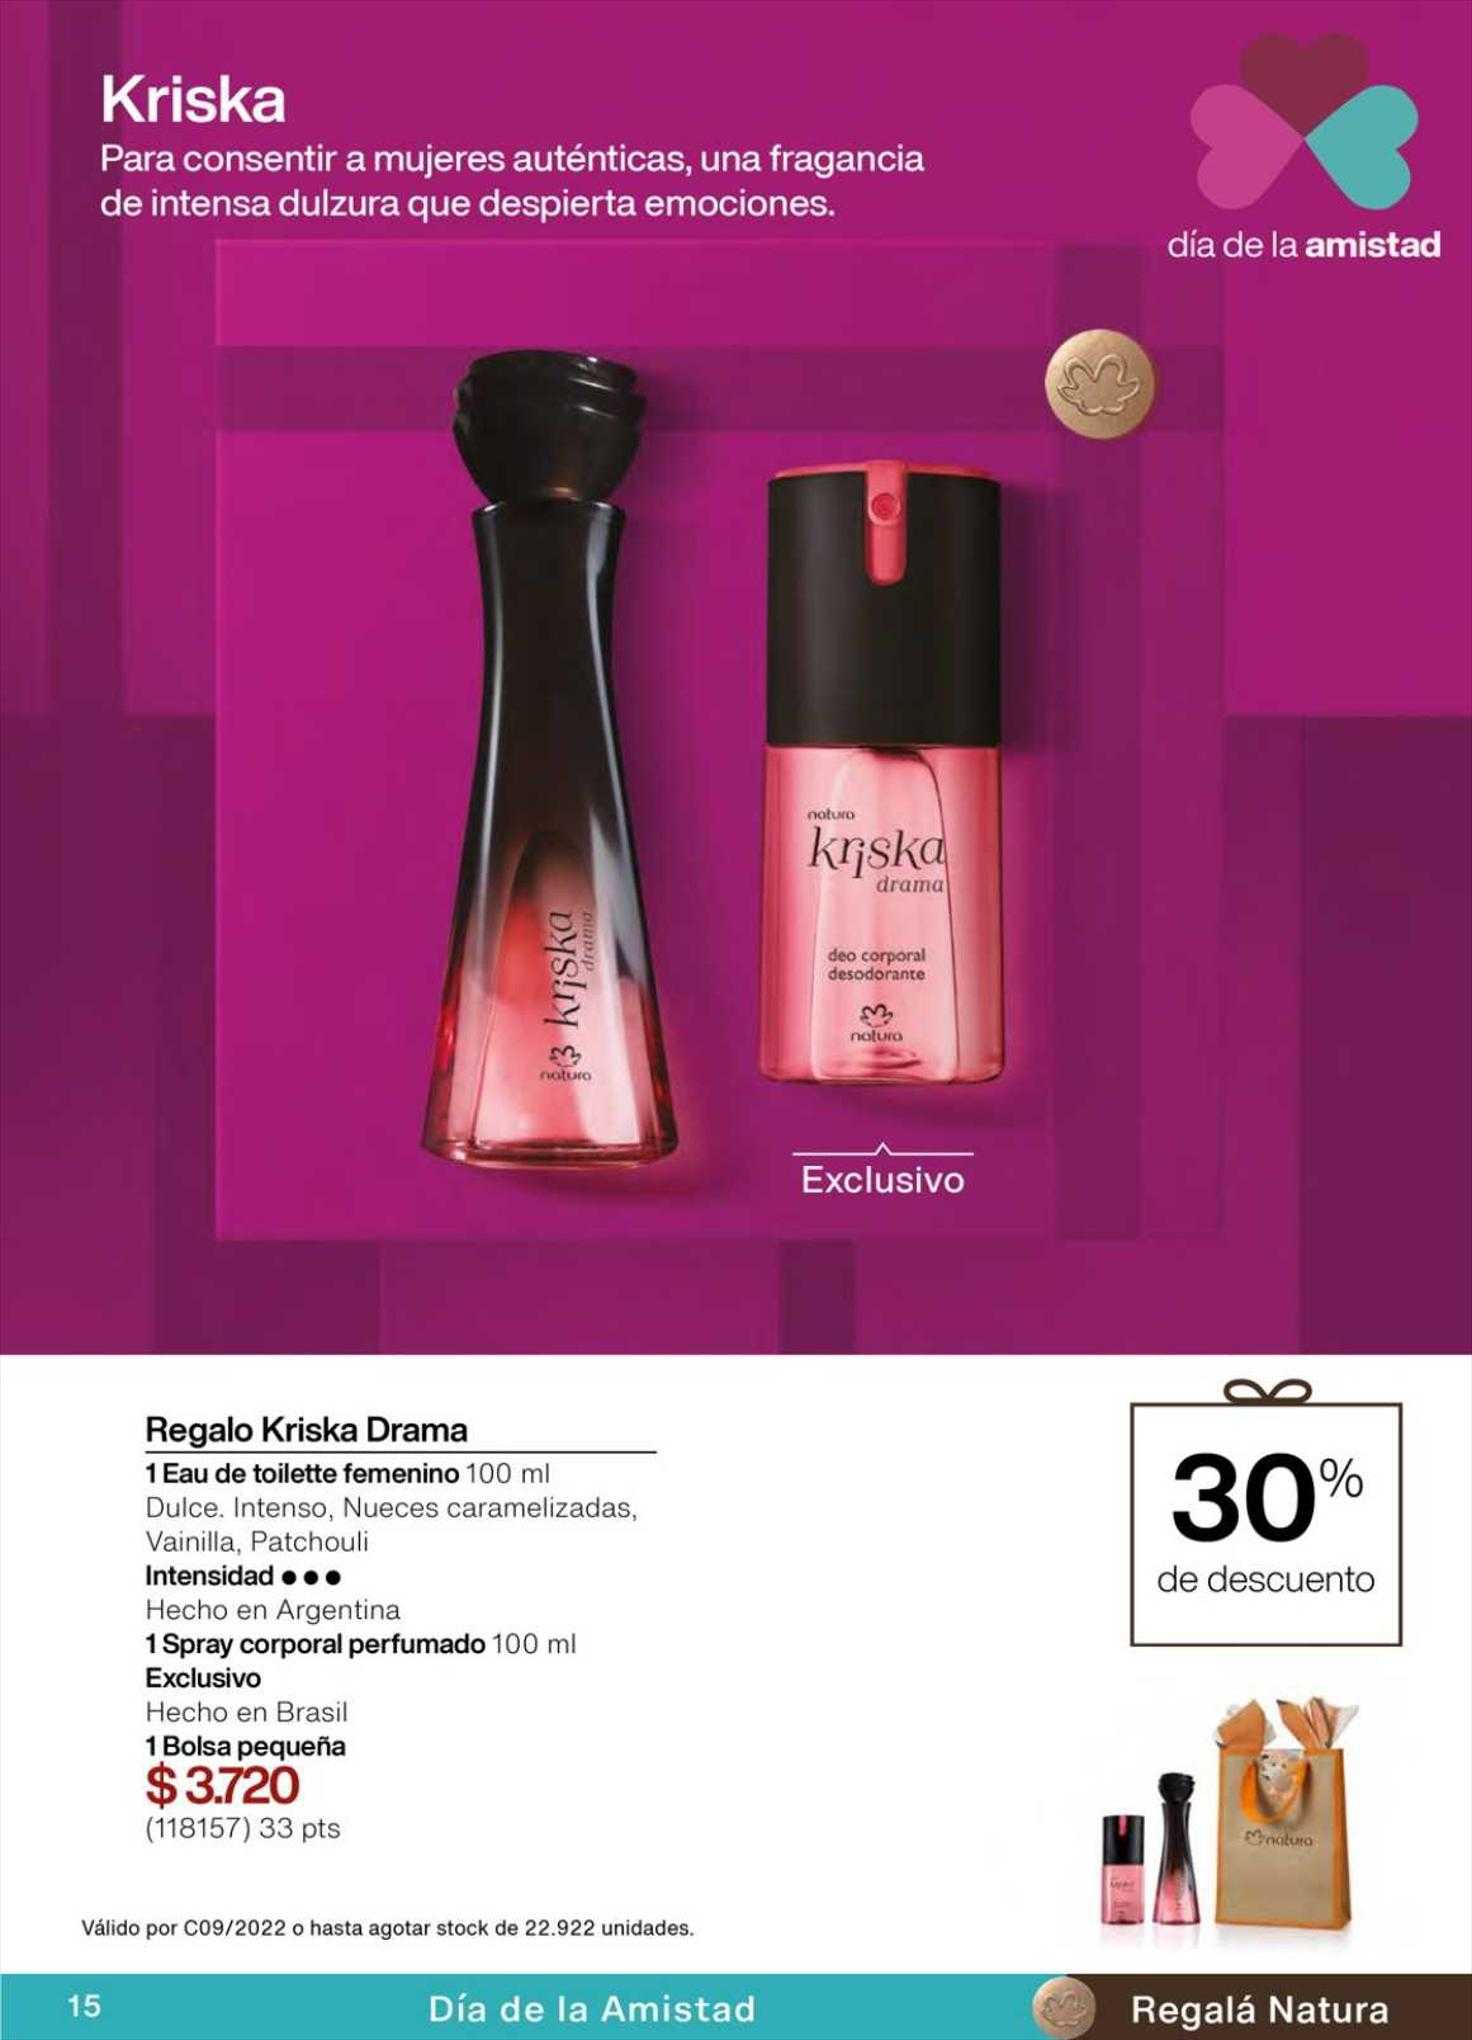 Kriska
Para consentir a mujeres auténticas, una fragancia
de intensa dulzura que despierta emociones.
día de la amistad
natura
kriska
drama
deo corporal
desodorante
natura
kriska
drama
natura
Exclusivo
Regalo Kriska Drama
1 Eau de toilette femenino 100 ml
Dulce. Intenso, Nueces caramelizadas,
Vainilla, Patchouli
Intensidad ●●●
Hecho en Argentina
1 Spray corporal perfumado 100 ml
Exclusivo
Hecho en Brasil
1 Bolsa pequeña
$ 3.720
(118157) 33 pts
30%
de descuento
natura
Válido por C09/2022 o hasta agotar stock de 22.922 unidades.
15
Día de la Amistad
Regalá Natura